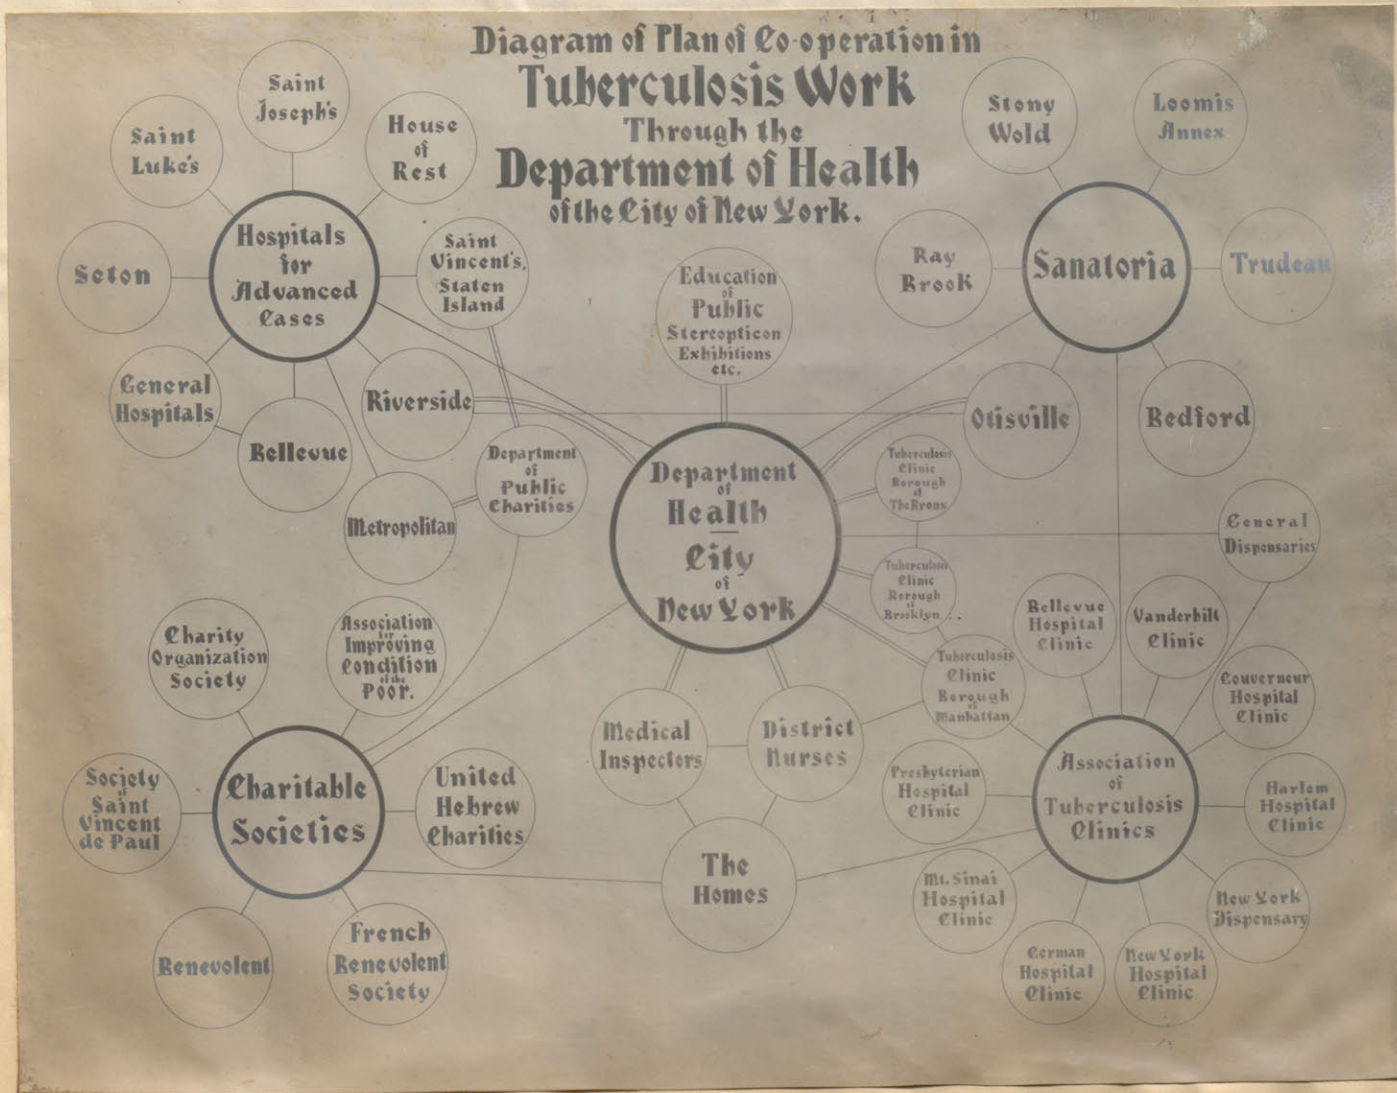 Diagram of Plan of Co-operation in
Tuberculosis Work
Through the
Department of Health
of the City of New York.
Saint
Joseph's
Saint
Luke's
House
of
Rest
Seton
Hospitals
for
Advanced
Cases
Saint
Vincent's,
Staten
Island
General
Hospitals
Bellevue
Riverside
Metropolitan
Department
of
Public
Charities
Education
of
Public
Stereopticon
Exhibitions
etc.
Stony
Wold
Loomis
Annex
Ray
Brook
Sanatoria
Trudeau
Otisville
Bedford
Department
of
Health
City
of
New York
Tuberculosis
Clinic
Borough
of
The Bronx
Tuberculosis
Clinic
Borough
of
Brooklyn
Tuberculosis
Clinic
Borough
of
Manhattan
General
Dispensaries
Medical
Inspectors
District
Nurses
The
Homes
Charity
Organization
Society
Association
for
Improving
Condition
of the
Poor.
Society
of
Saint
Vincent
de Paul
Charitable
Societies
United
Hebrew
Charities
Benevolent
French
Benevolent
Society
Bellevue
Hospital
Clinic
Vanderbilt
Clinic
Gouverneur
Hospital
Clinic
Presbyterian
Hospital
Clinic
Association
of
Tuberculosis
Clinics
Harlem
Hospital
Clinic
Mt. Sinai
Hospital
Clinic
New York
Dispensary
German
Hospital
Clinic
New York
Hospital
Clinic